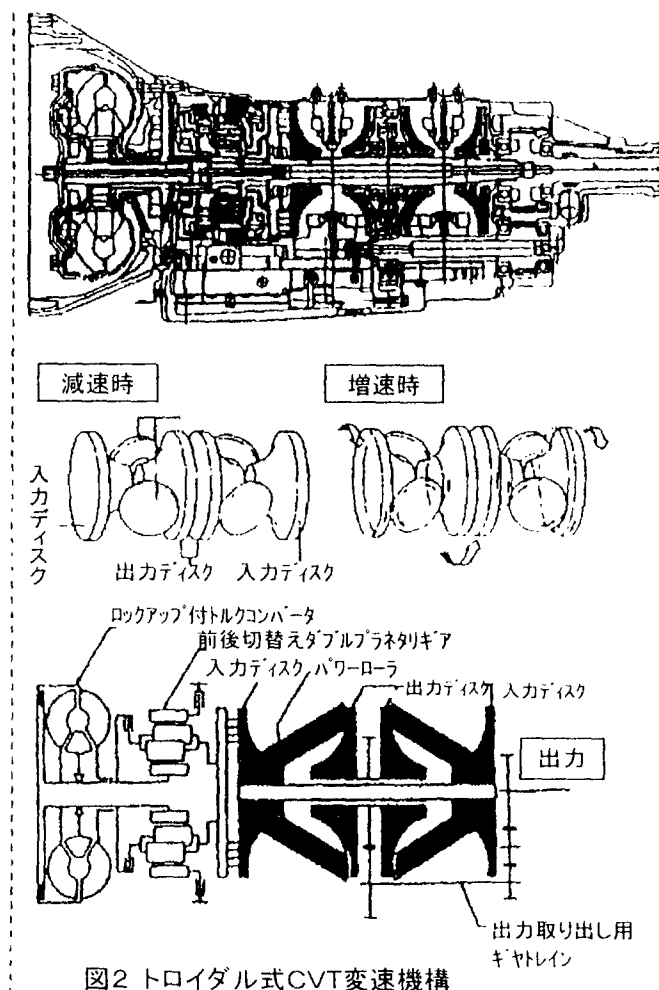 減速時
増速時
入力ディスク
出力ディスク 入力ディスク
ロックアップ付トルクコンバータ
前後切替えダブルプラネタリギア
入力ディスク パワーローラ
出力ディスク 入力ディスク
出力
出力取り出し用
ギヤトレイン
図2 トロイダル式CVT変速機構